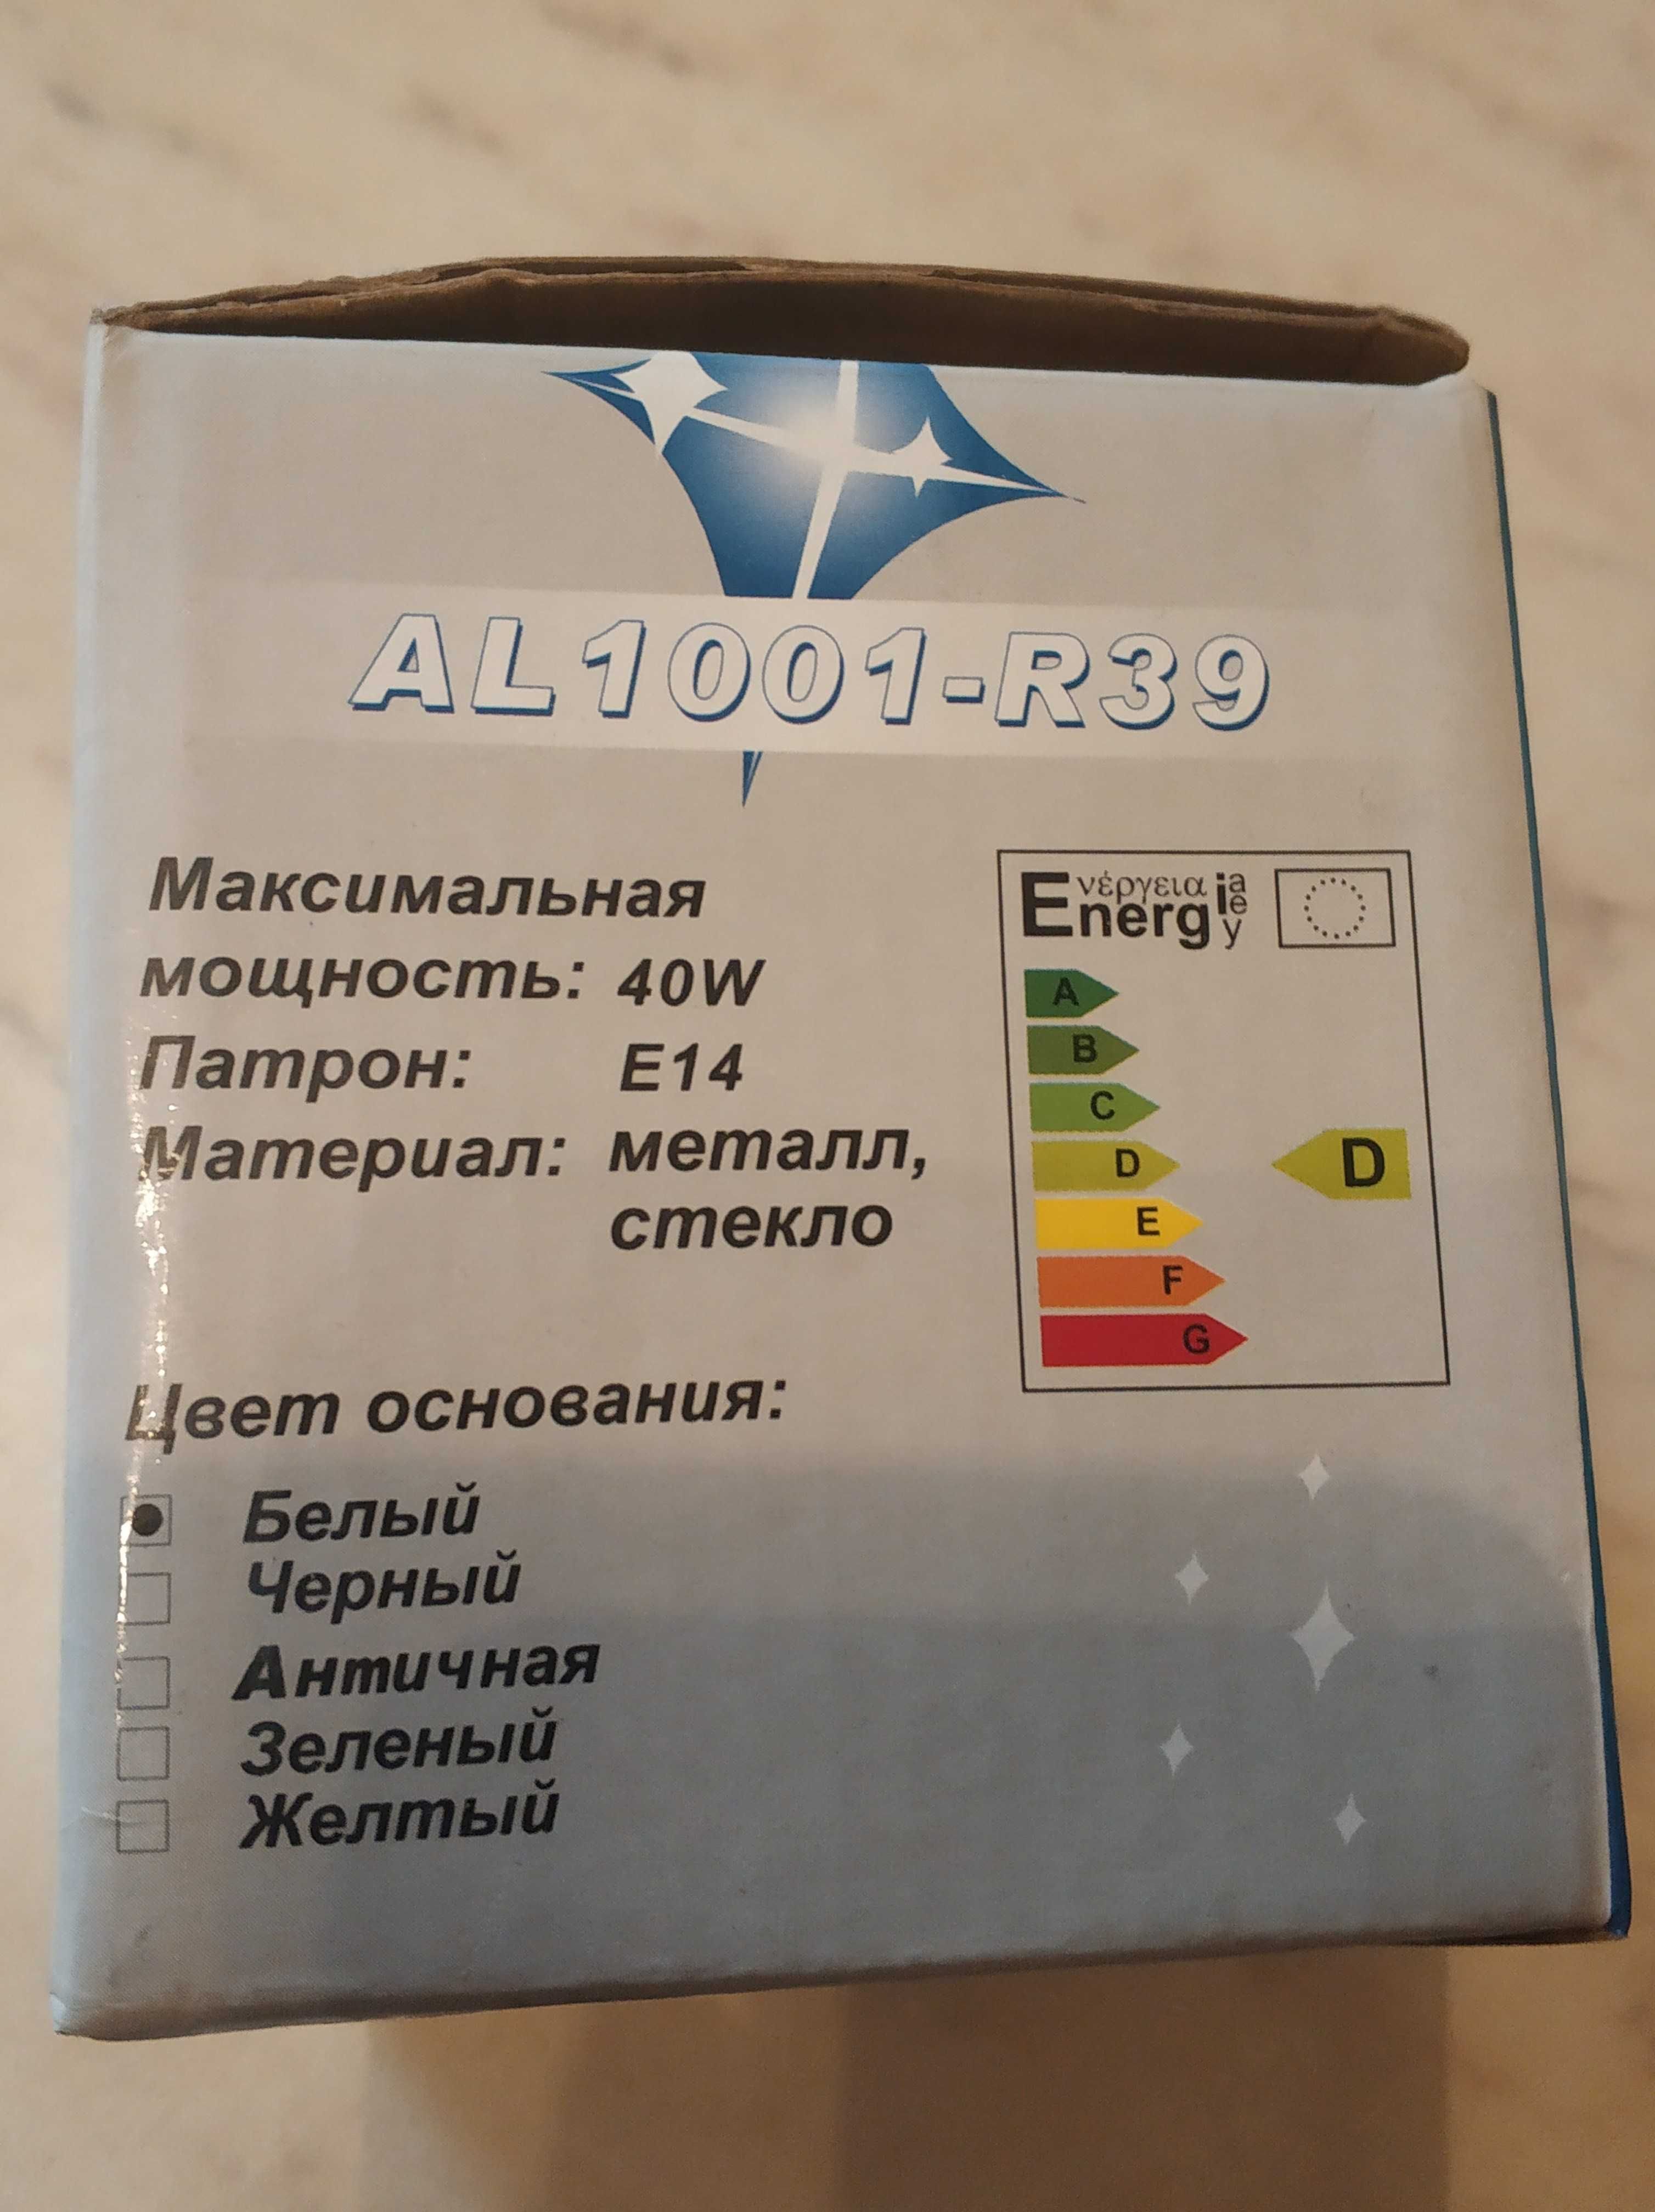 AL1001-R39
Максимальная
мощность: 40W
Патрон: E14
Материал: металл,
стекло
Energ νέργεια ia e y
A
B
C
D
D
E
F
G
Цвет основания:
Белый
Черный
Античная
Зеленый
Желтый